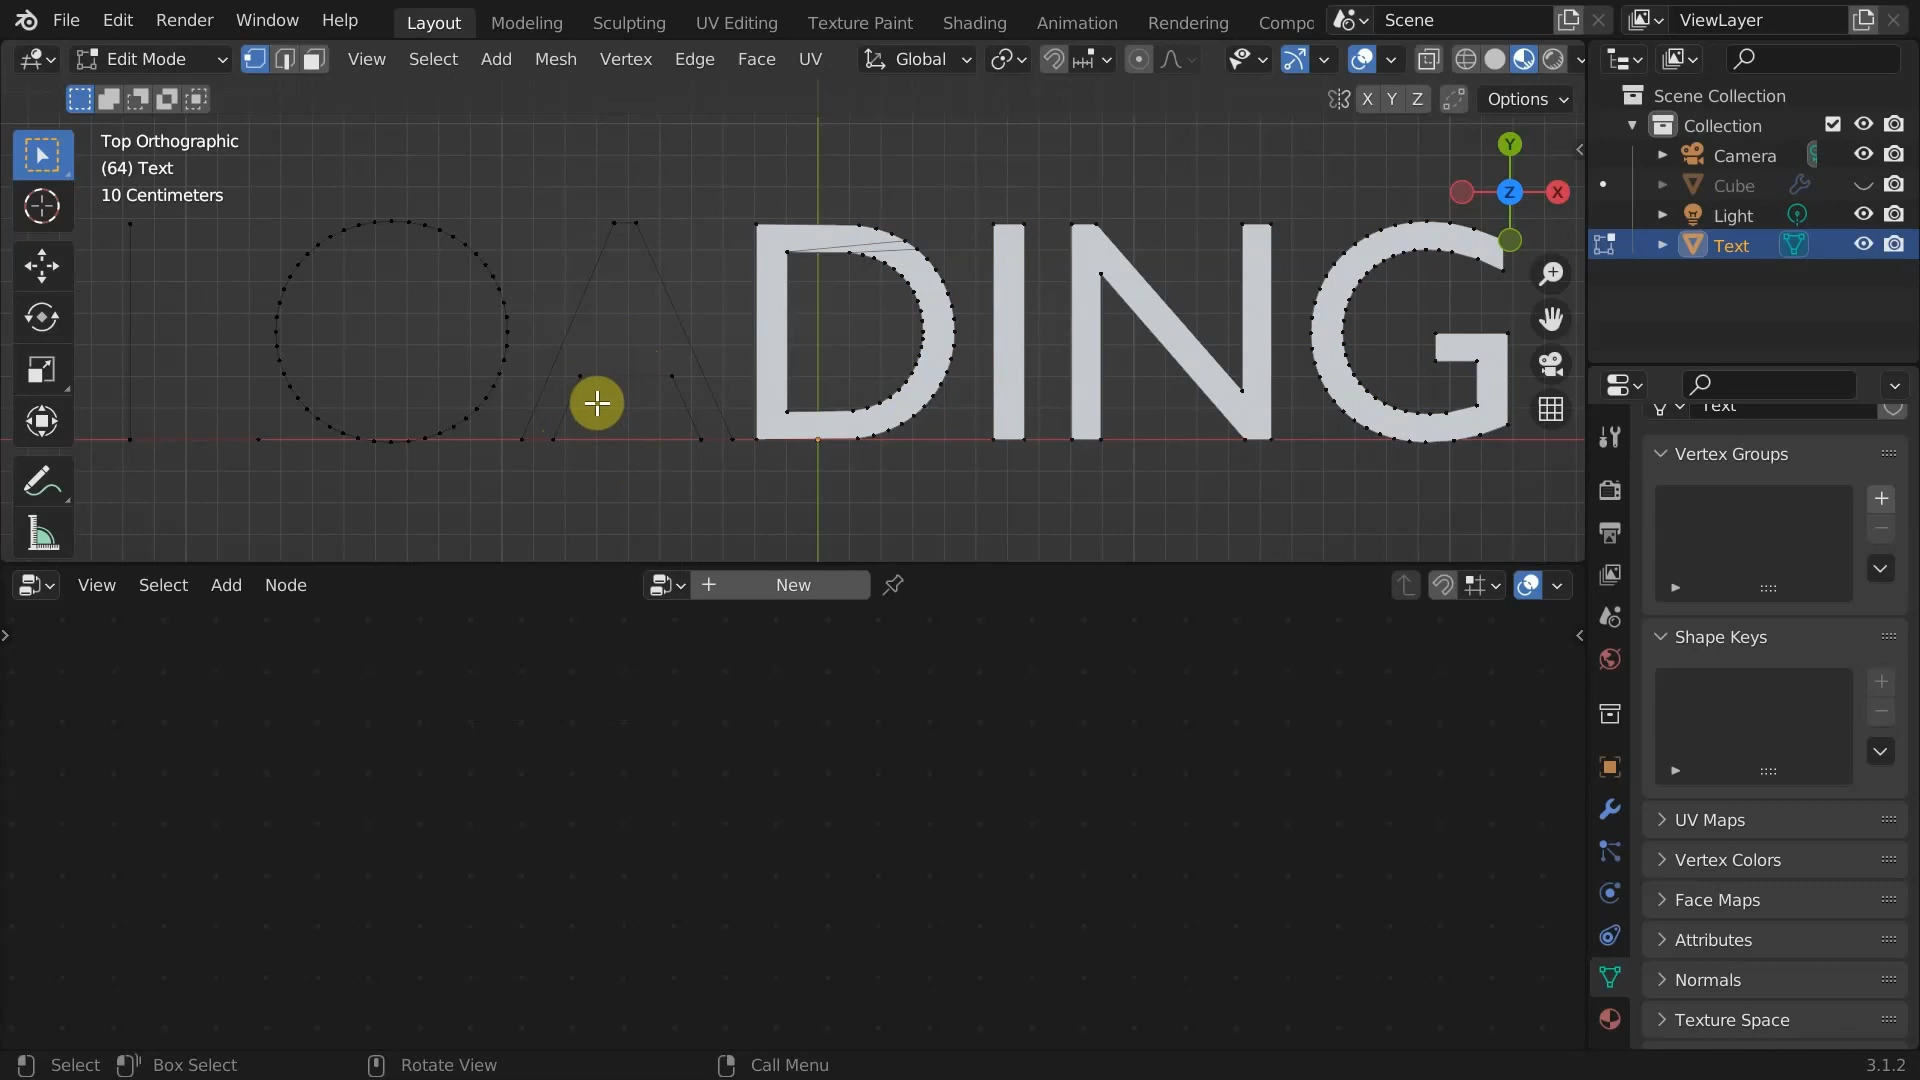 File Edit Render Window Help Layout Modeling Sculpting UV Editing Texture Paint Shading Animation Rendering Compo Scene ViewLayer
Edit Mode View Select Add Mesh Vertex Edge Face UV Global
X Y Z Options
Top Orthographic
(64) Text
10 Centimeters
Y
Z
X
DING
Scene Collection
Collection
Camera
Cube
Light
Text
Text
Vertex Groups
Shape Keys
UV Maps
Vertex Colors
Face Maps
Attributes
Normals
Texture Space
View Select Add Node New
Select Box Select Rotate View Call Menu 3.1.2